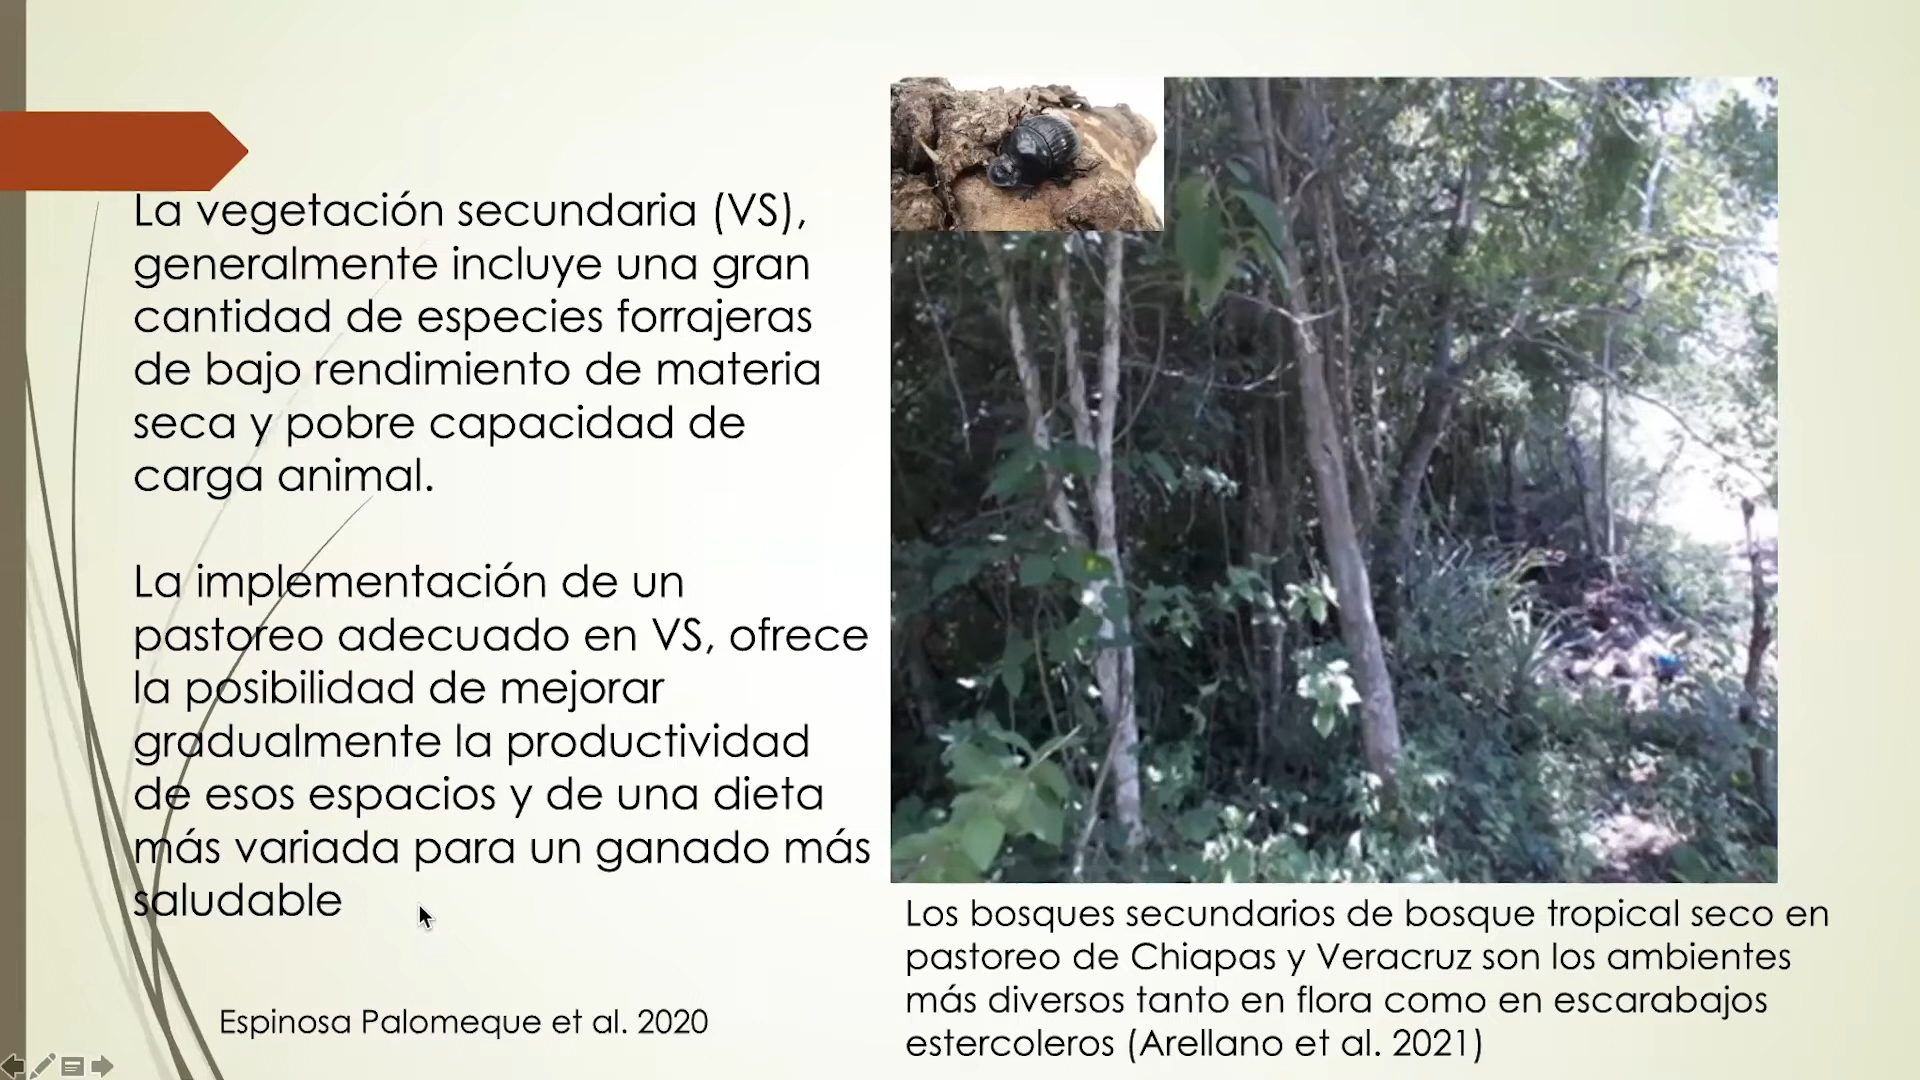 La vegetación secundaria (VS),
generalmente incluye una gran
cantidad de especies forrajeras
de bajo rendimiento de materia
seca y pobre capacidad de
carga animal.
La implementación de un
pastoreo adecuado en VS, ofrece
la posibilidad de mejorar
gradualmente la productividad
de esos espacios y de una dieta
más variada para un ganado más
saludable
Espinosa Palomeque et al. 2020
Los bosques secundarios de bosque tropical seco en
pastoreo de Chiapas y Veracruz son los ambientes
más diversos tanto en flora como en escarabajos
estercoleros (Arellano et al. 2021)